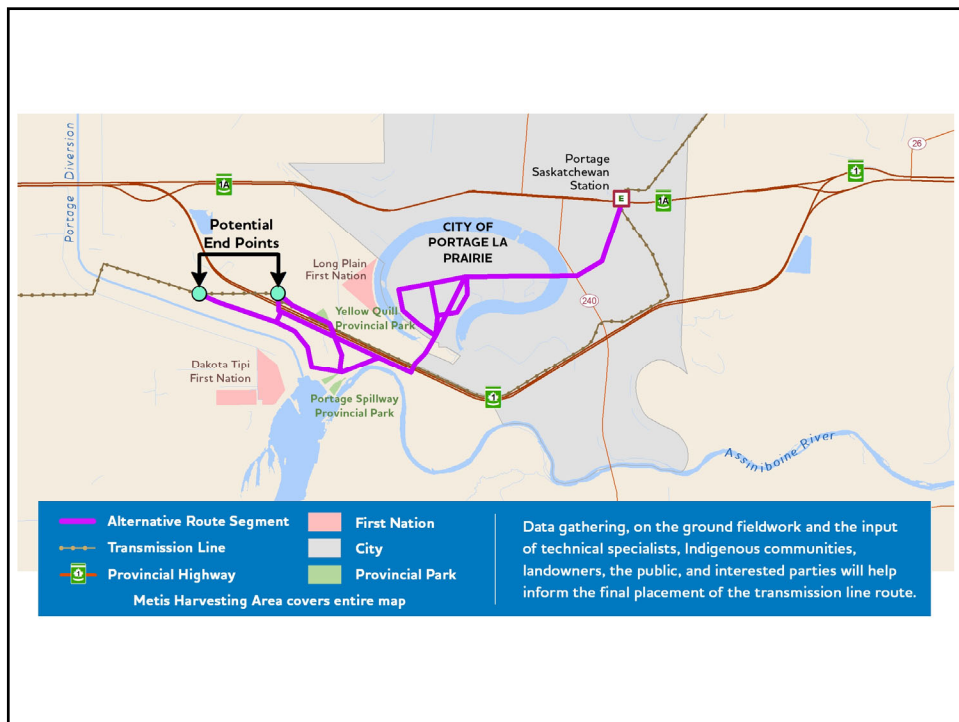 26
1
1A
E
1A
Portage
Saskatchewan
Station
Portage Diversion
Potential
End Points
CITY OF
PORTAGE LA
PRAIRIE
Long Plain
First Nation
240
Yellow Quill
Provincial Park
Dakota Tipi
First Nation
Portage Spillway
Provincial Park
1
Assiniboine River
Alternative Route Segment
Transmission Line
1
Provincial Highway
First Nation
City
Provincial Park
Metis Harvesting Area covers entire map
Data gathering, on the ground fieldwork and the input
of technical specialists, Indigenous communities,
landowners, the public, and interested parties will help
inform the final placement of the transmission line route.